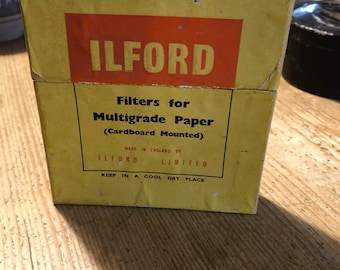 ILFORD
Filters for
Multigrade Paper
(Cardboard Mounted)
MADE IN ENGLAND BY
ILFORD LIMITED
KEEP IN A COOL DRY PLACE